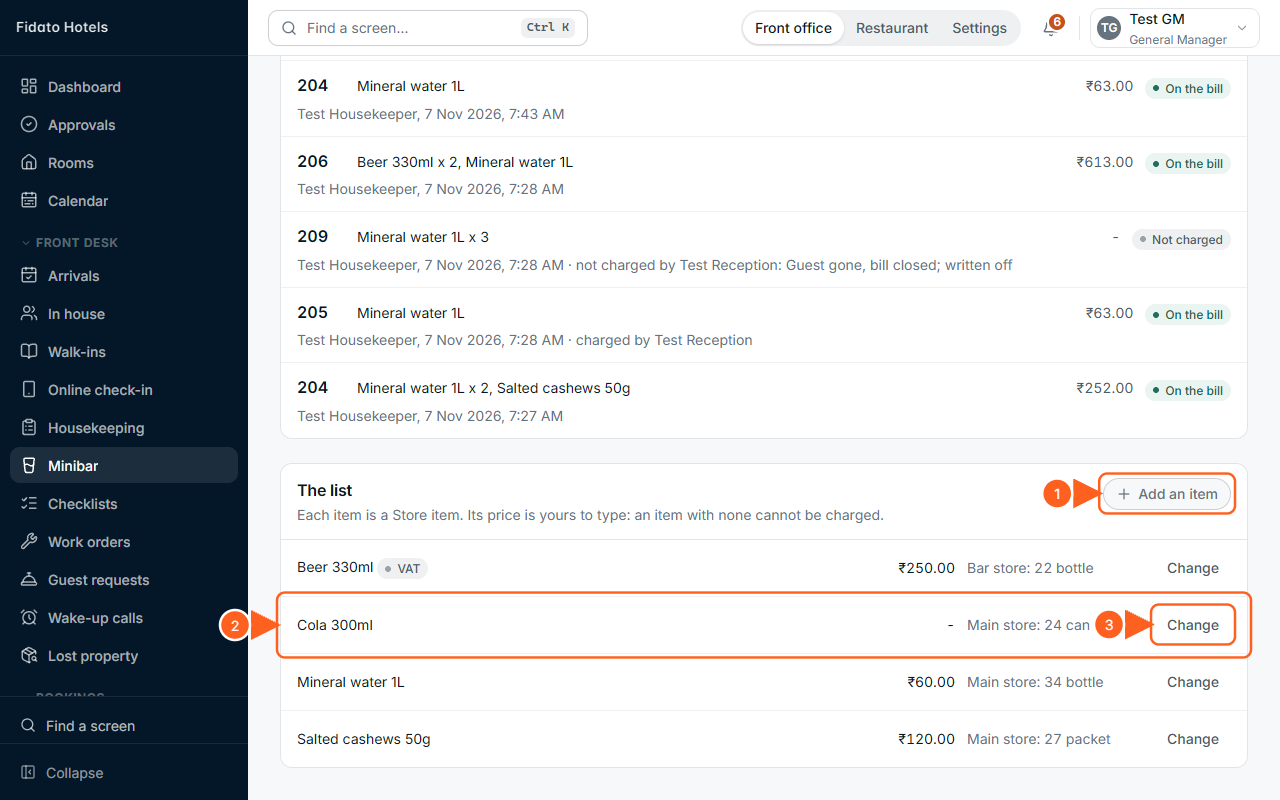 Fidato Hotels
Find a screen...
Ctrl K
Front office
Restaurant
Settings
6
TG
Test GM
General Manager
Dashboard
Approvals
Rooms
Calendar
FRONT DESK
Arrivals
In house
Walk-ins
Online check-in
Housekeeping
Minibar
Checklists
Work orders
Guest requests
Wake-up calls
Lost property
BOOKINGS
Find a screen
Collapse
204 Mineral water 1L ₹63.00 On the bill
Test Housekeeper, 7 Nov 2026, 7:43 AM
206 Beer 330ml x 2, Mineral water 1L ₹613.00 On the bill
Test Housekeeper, 7 Nov 2026, 7:28 AM
209 Mineral water 1L x 3 - Not charged
Test Housekeeper, 7 Nov 2026, 7:28 AM · not charged by Test Reception: Guest gone, bill closed; written off
205 Mineral water 1L ₹63.00 On the bill
Test Housekeeper, 7 Nov 2026, 7:28 AM · charged by Test Reception
204 Mineral water 1L x 2, Salted cashews 50g ₹252.00 On the bill
Test Housekeeper, 7 Nov 2026, 7:27 AM
The list
Each item is a Store item. Its price is yours to type: an item with none cannot be charged.
1
+ Add an item
Beer 330ml VAT ₹250.00 Bar store: 22 bottle Change
2
Cola 300ml - Main store: 24 can 3 Change
Mineral water 1L ₹60.00 Main store: 34 bottle Change
Salted cashews 50g ₹120.00 Main store: 27 packet Change